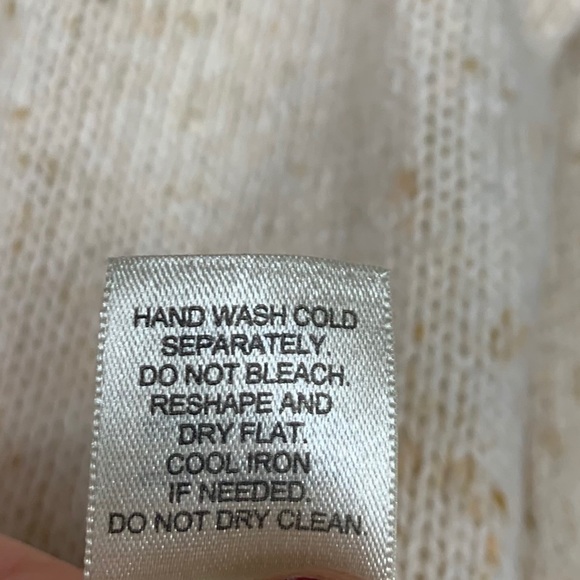 HAND WASH COLD
SEPARATELY.
DO NOT BLEACH.
RESHAPE AND
DRY FLAT.
COOL IRON
IF NEEDED.
DO NOT DRY CLEAN